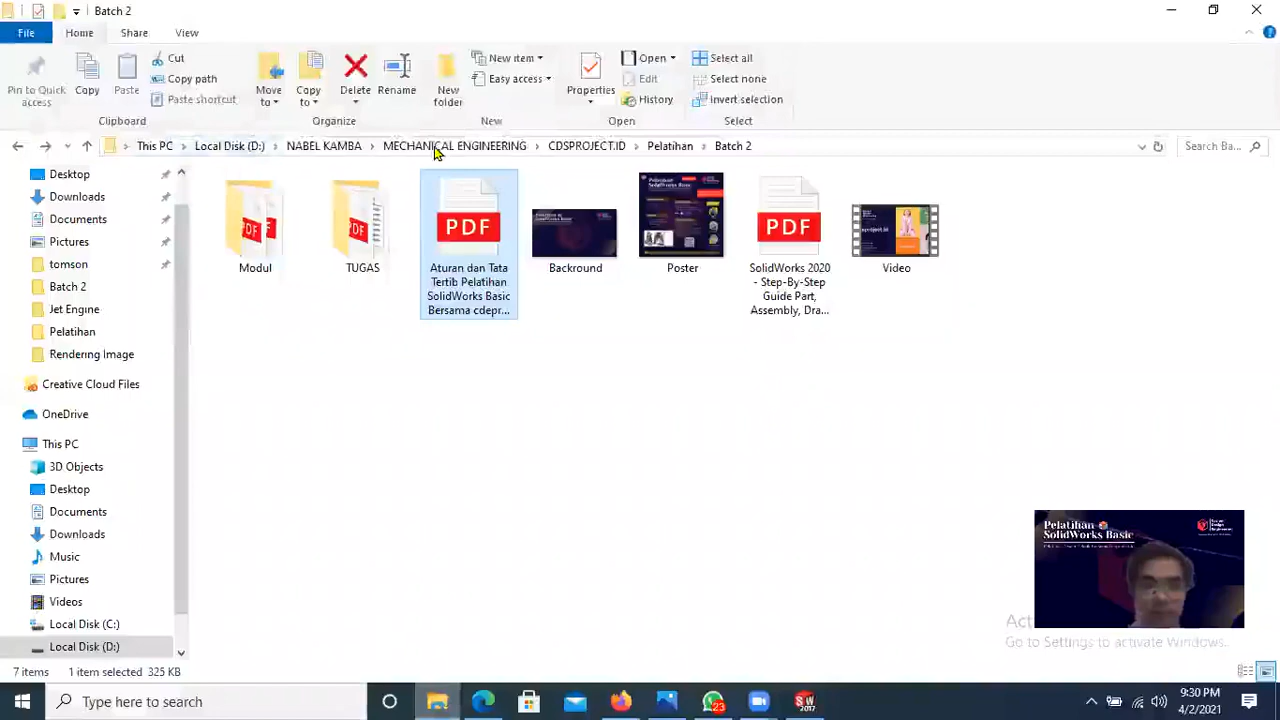 Batch 2
File
Home
Share
View
Pin to Quick access
Copy
Paste
Cut
Copy path
Paste shortcut
Clipboard
Move to
Copy to
Delete
Rename
Organize
New folder
New item
Easy access
New
Properties
Open
Edit
History
Open
Select all
Select none
Invert selection
Select
This PC > Local Disk (D:) > NABEL KAMBA > MECHANICAL ENGINEERING > CDSPROJECT.ID > Pelatihan > Batch 2
Search Ba...
Desktop
Downloads
Documents
Pictures
tomson
Batch 2
Jet Engine
Pelatihan
Rendering Image
Creative Cloud Files
OneDrive
This PC
3D Objects
Desktop
Documents
Downloads
Music
Pictures
Videos
Local Disk (C:)
Local Disk (D:)
PDF
Modul
PDF
TUGAS
PDF
Aturan dan Tata
Tertib Pelatihan
SolidWorks Basic
Bersama cdepr...
Backround
Poster
PDF
SolidWorks 2020
- Step-By-Step
Guide Part,
Assembly, Dra...
Video
Pelatihan
SolidWorks Basic
Go to Settings to activate Windows.
7 items
1 item selected 325 KB
Type here to search
23
SW
2017
9:30 PM
4/2/2021